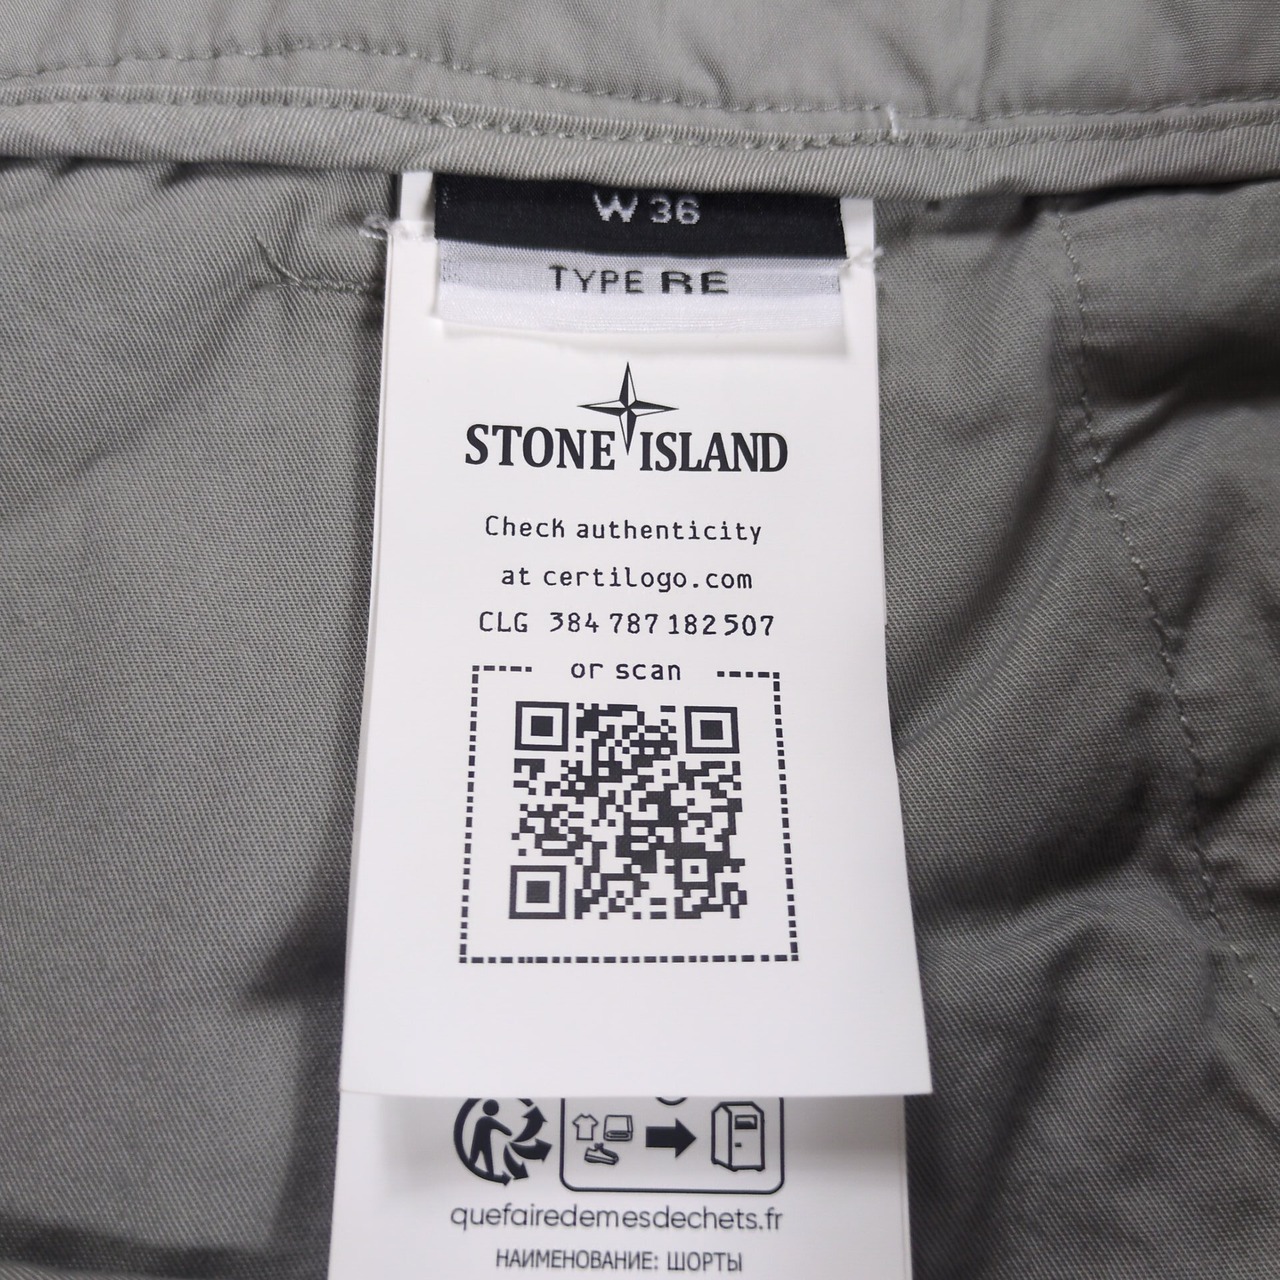 W 36
TYPE RE
STONE ISLAND
Check authenticity
at certilogo.com
CLG 384 787 182 507
or scan
quefairedemesdechets.fr
НАИМЕНОВАНИЕ: ШОРТЫ